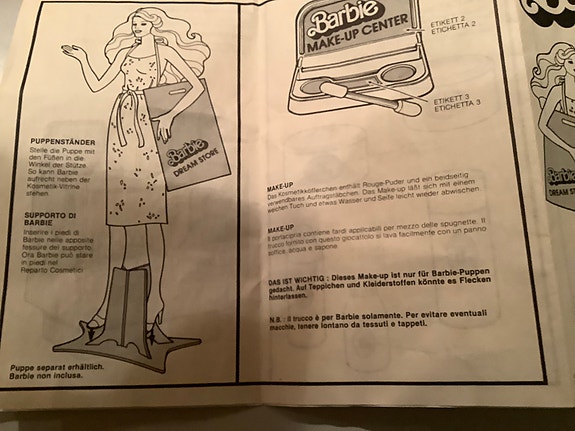 PUPPENSTÄNDER
Stelle die Puppe mit
den Füßen in die
Winkel der Stütze.
So kann Barbie
aufrecht neben der
Kosmetik-Vitrine
stehen.
SUPPORTO DI
BARBIE
Inserire i piedi di
Barbie nelle apposite
fessure del supporto.
Ora Barbie può stare
in piedi nel
Reparto Cosmetici
Barbie
DREAM STORE
Puppe separat erhältlich.
Barbie non inclusa.
Barbie
MAKE-UP CENTER
ETIKETT 2
ETICHETTA 2
ETIKETT 3
ETICHETTA 3
MAKE-UP
Das Kosmetikköfferchen enthält Rouge-Puder und ein beidseitig
verwendbares Auftragstäbchen. Das Make-up läßt sich mit einem
weichen Tuch und etwas Wasser und Seife leicht wieder abwischen.
MAKE-UP
Il portacipria contiene fardi applicabili per mezzo delle spugnette. Il
trucco fornito con questo giocattolo si lava facilmente con un panno
soffice, acqua e sapone.
DAS IST WICHTIG : Dieses Make-up ist nur für Barbie-Puppen
gedacht. Auf Teppichen und Kleiderstoffen könnte es Flecken
hinterlassen.
N.B. : Il trucco è per Barbie solamente. Per evitare eventuali
macchie, tenere lontano da tessuti e tappeti.
Barbie
DREAM STO